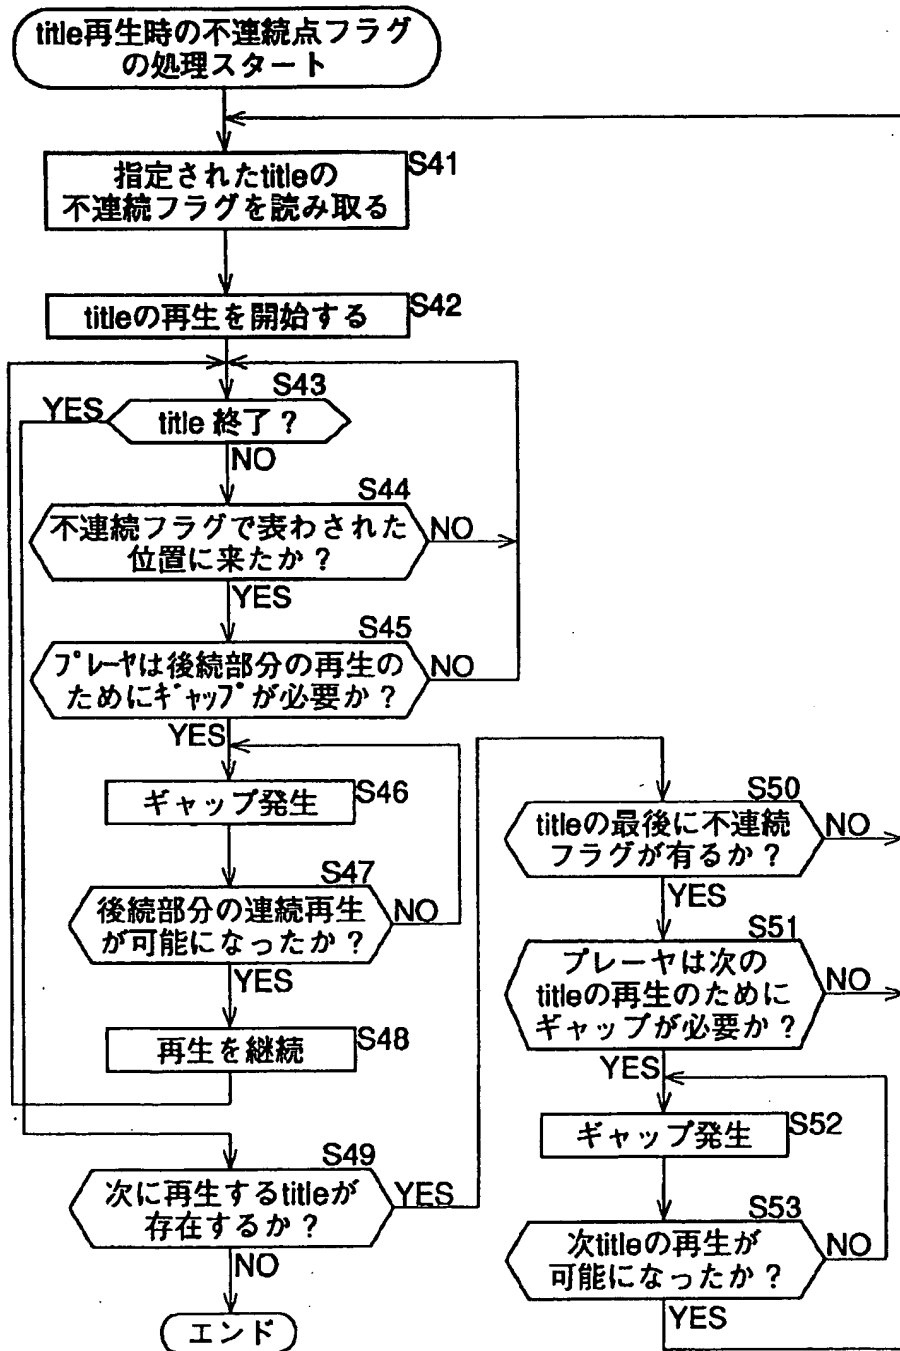 title再生時の不連続点フラグ
の処理スタート
S41
指定されたtitleの
不連続フラグを読み取る
S42
titleの再生を開始する
S43
YES
title 終了？
NO
S44
不連続フラグで表わされた
位置に来たか？
NO
YES
S45
プレーヤは後続部分の再生の
ためにギャップが必要か？
NO
YES
ギャップ発生
S46
S47
後続部分の連続再生
が可能になったか？
NO
YES
再生を継続
S48
S49
次に再生するtitleが
存在するか？
YES
NO
エンド
S50
titleの最後に不連続
フラグが有るか？
NO
YES
S51
プレーヤは次の
titleの再生のために
ギャップが必要か？
NO
YES
ギャップ発生
S52
S53
次titleの再生が
可能になったか？
NO
YES